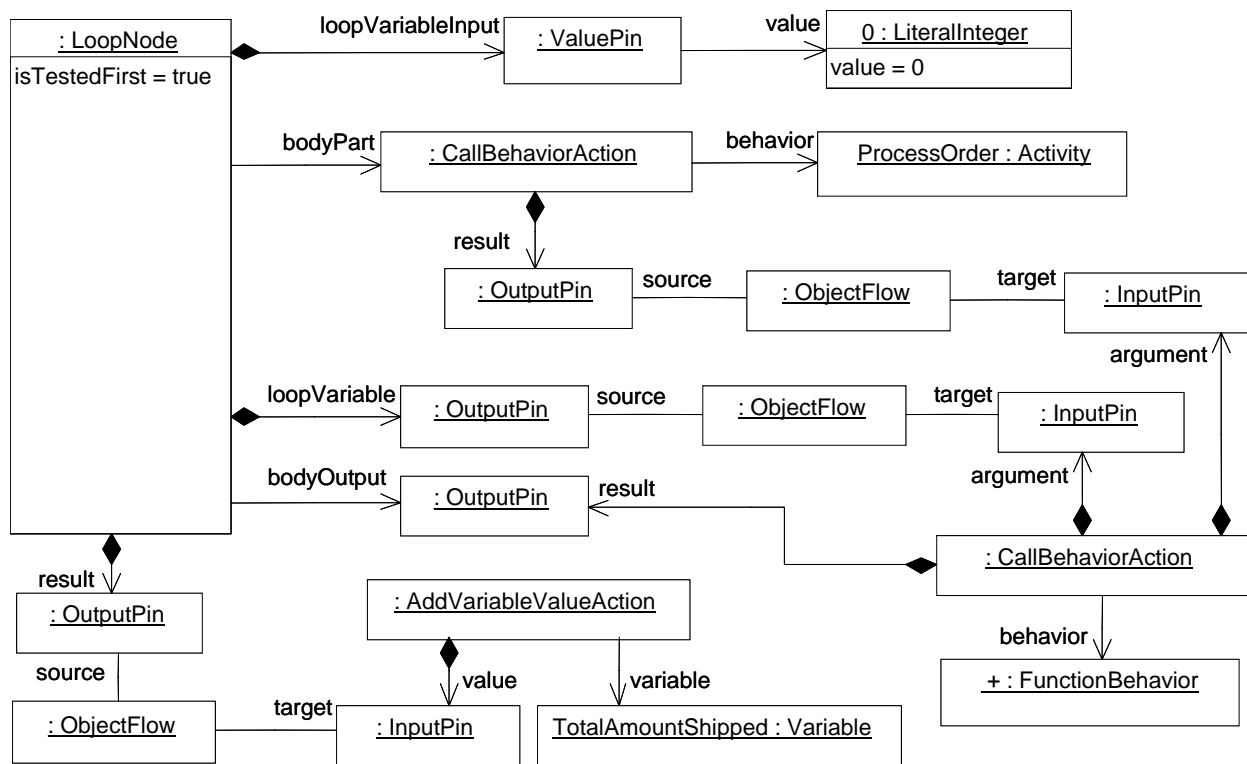 : LoopNode
isTestedFirst = true
loopVariableInput
: ValuePin
value
0 : LiteralInteger
value = 0
bodyPart
: CallBehaviorAction
behavior
ProcessOrder : Activity
result
: OutputPin
source
: ObjectFlow
target
: InputPin
argument
loopVariable
: OutputPin
source
: ObjectFlow
target
: InputPin
argument
bodyOutput
: OutputPin
result
: CallBehaviorAction
behavior
+ : FunctionBehavior
result
: OutputPin
source
: ObjectFlow
target
: InputPin
: AddVariableValueAction
value
variable
TotalAmountShipped : Variable